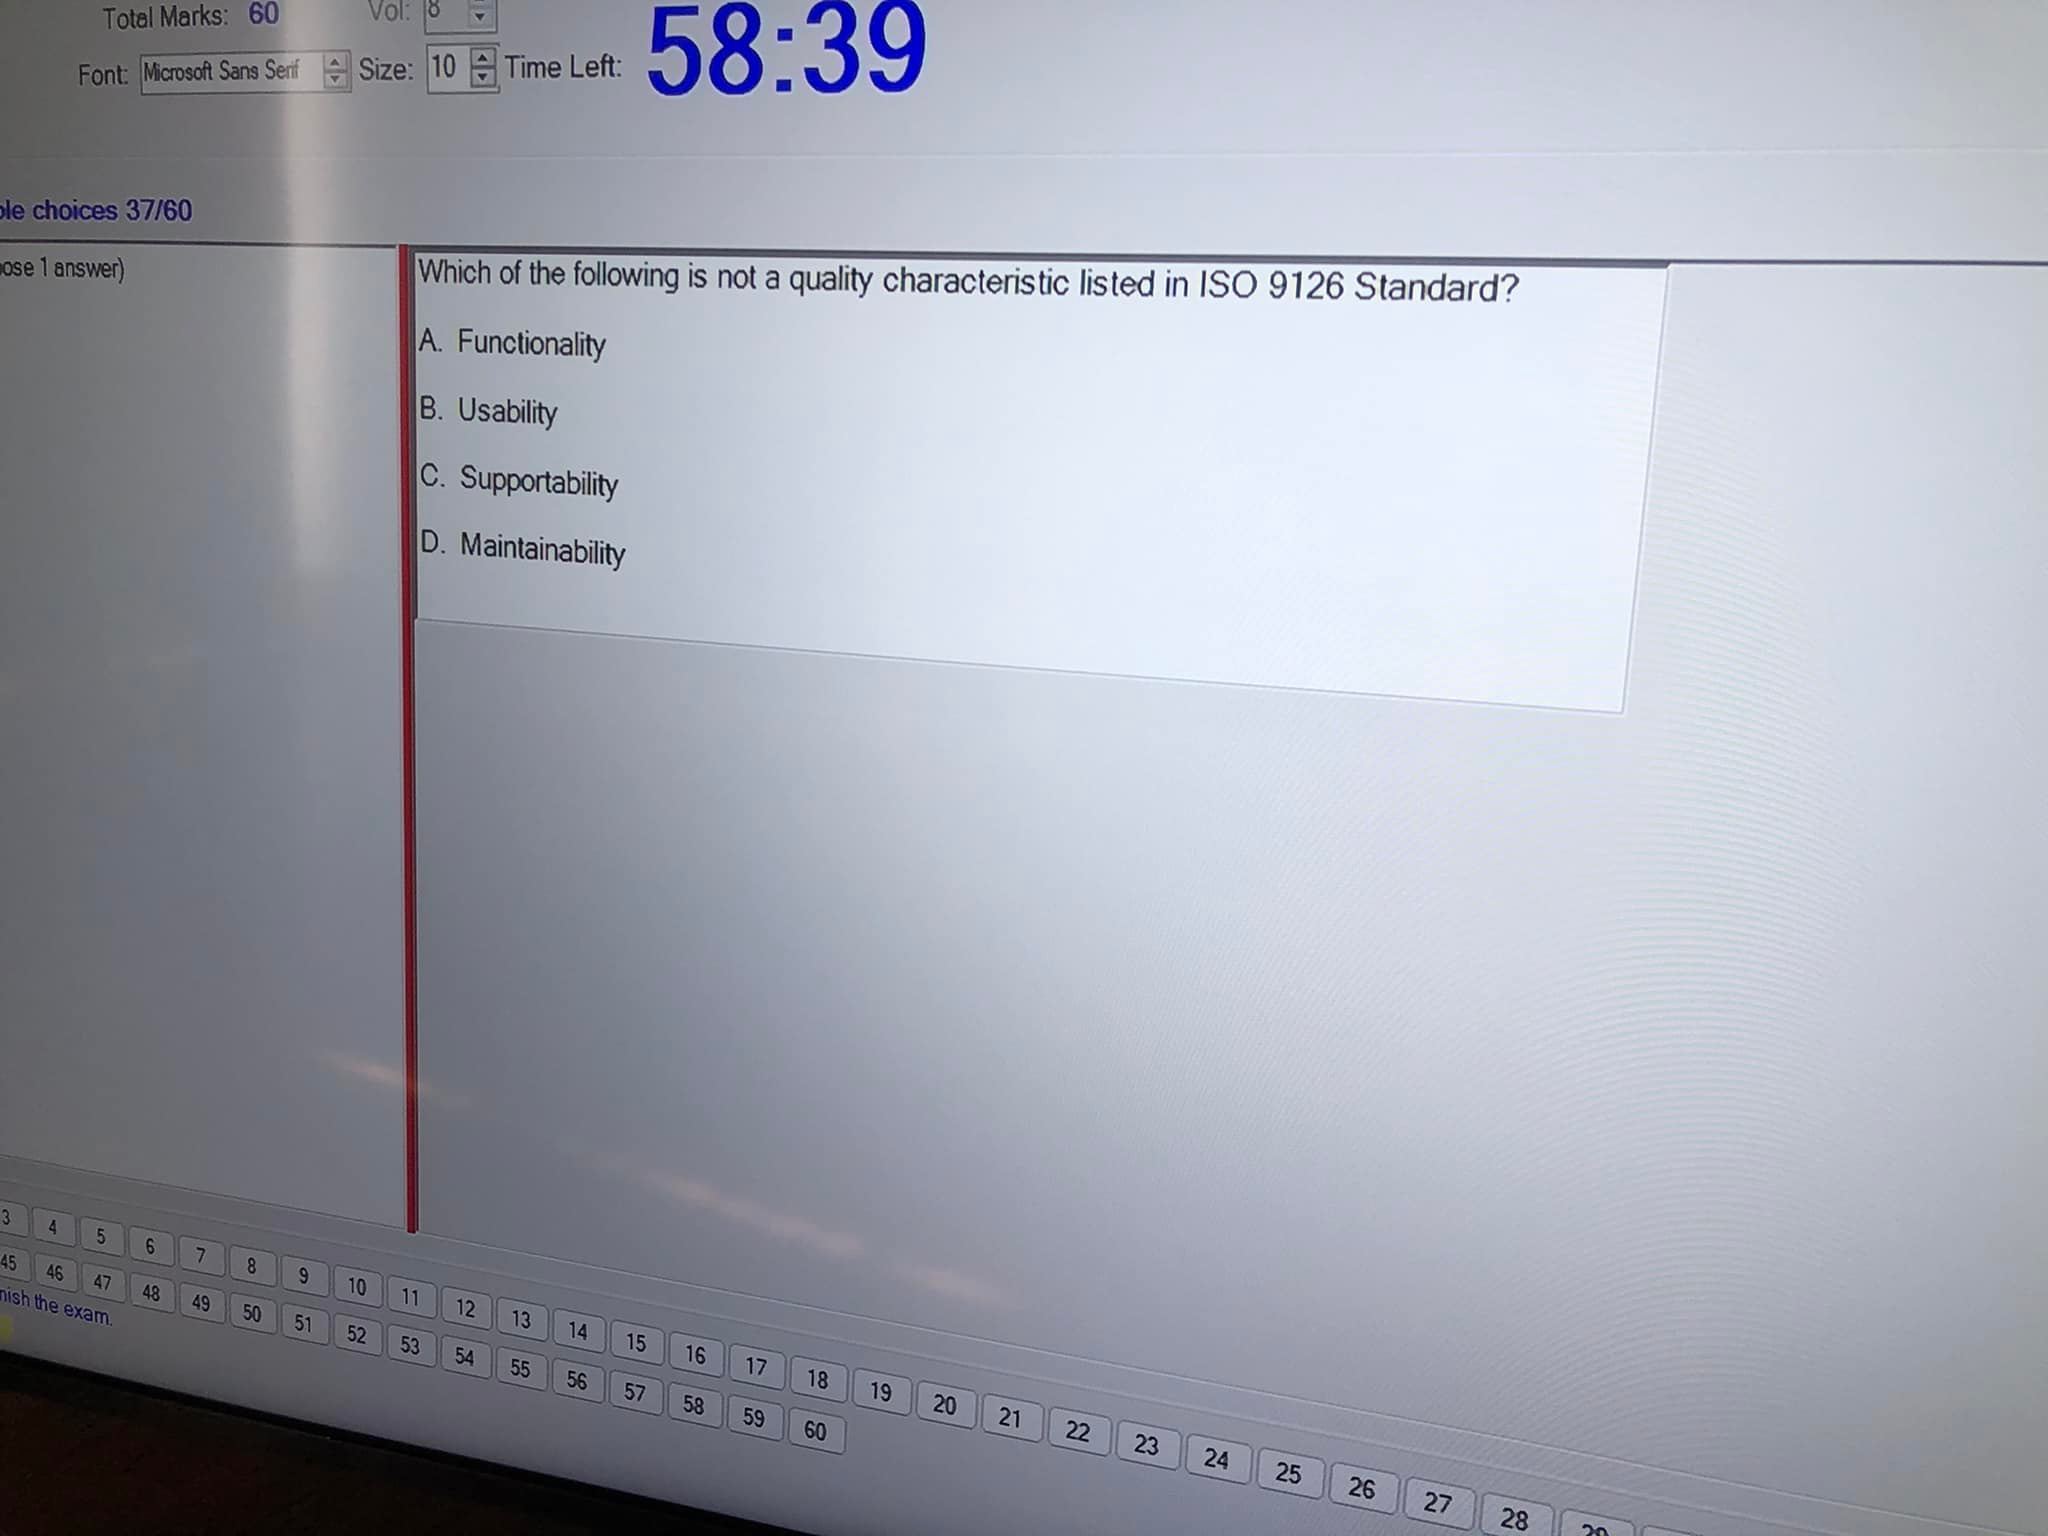 Total Marks: 60 Vol: 8
Font: Microsoft Sans Serif Size: 10 Time Left: 58:39
ple choices 37/60
ose 1 answer)
Which of the following is not a quality characteristic listed in ISO 9126 Standard?
A. Functionality
B. Usability
C. Supportability
D. Maintainability
3 4 5 6 7 8 9 10 11 12 13 14 15 16 17 18 19 20 21 22 23 24 25 26 27 28
45 46 47 48 49 50 51 52 53 54 55 56 57 58 59 60
nish the exam.